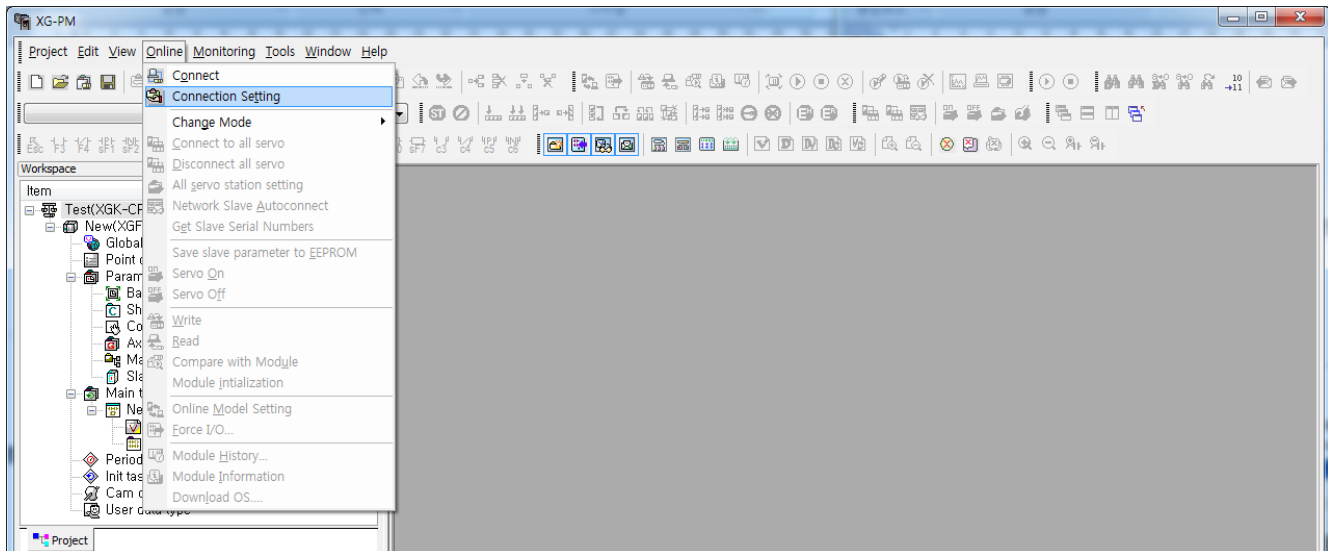 XG-PM
Project Edit View Online Monitoring Tools Window Help
Connect
Connection Setting
Change Mode
Connect to all servo
Disconnect all servo
All servo station setting
Network Slave Autoconnect
Get Slave Serial Numbers
Save slave parameter to EEPROM
Servo On
Servo Off
Write
Read
Compare with Module
Module intialization
Online Model Setting
Force I/O...
Module History...
Module Information
Download OS....
Workspace
Item
Test(XGK-CP
New(XGF
Global
Point
Param
Ba
Sh
Co
Ax
Ma
Sla
Main t
Ne
Period
Init tas
Cam
User data type
Project